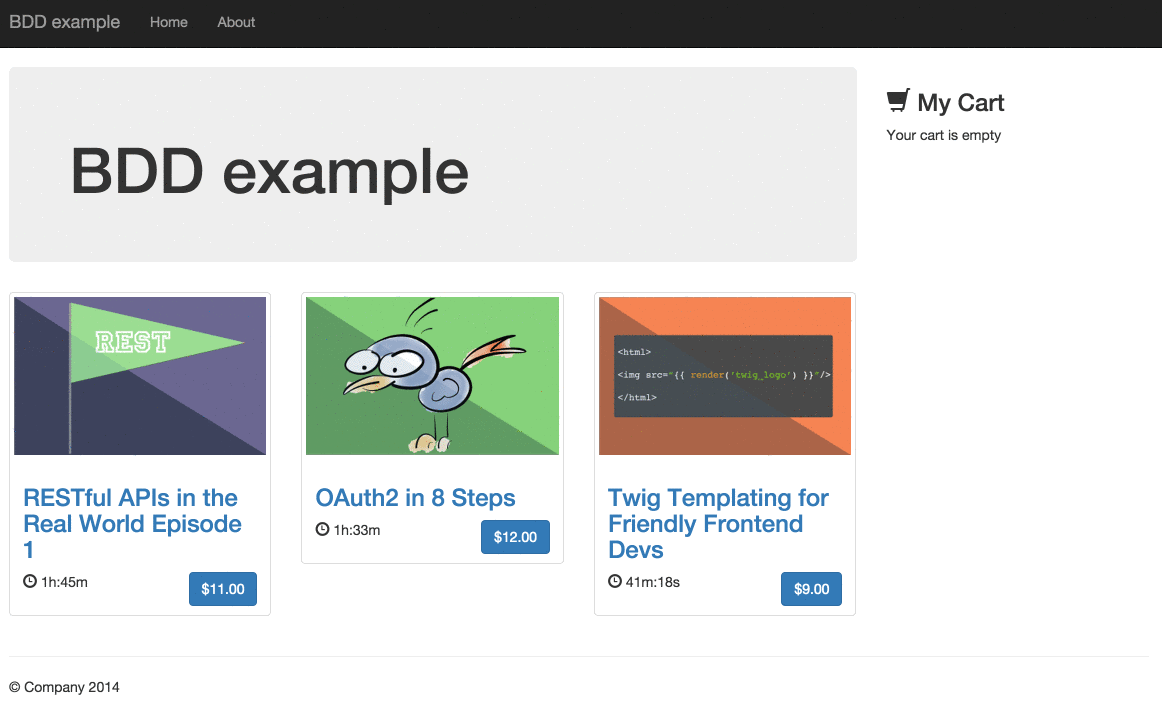 BDD example Home About
BDD example
My Cart
Your cart is empty
REST
RESTful APIs in the
Real World Episode
1
1h:45m
$11.00
OAuth2 in 8 Steps
1h:33m
$12.00
<html>
<img src="{{ render('twig_logo') }}"/>
</html>
Twig Templating for
Friendly Frontend
Devs
41m:18s
$9.00
© Company 2014